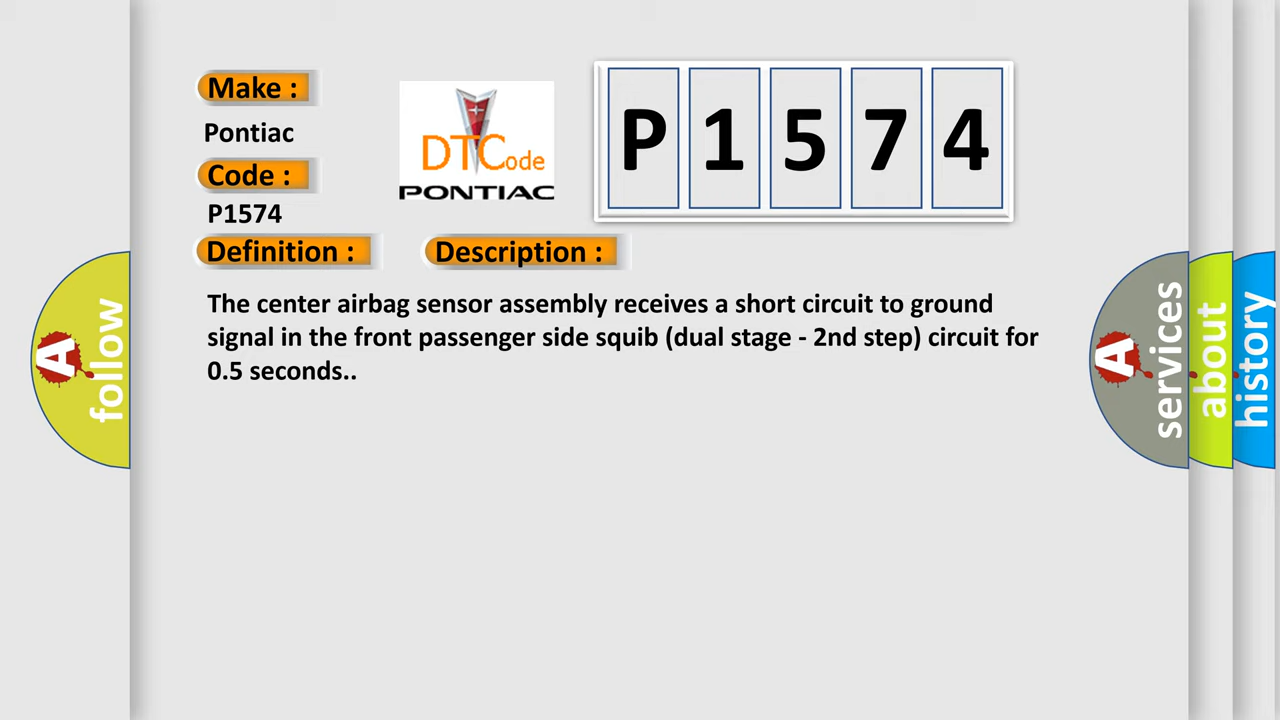 Make :
Pontiac
Code :
P1574
Definition :
Description :
DTCode
PONTIAC
P 1 5 7 4
The center airbag sensor assembly receives a short circuit to ground
signal in the front passenger side squib (dual stage - 2nd step) circuit for
0.5 seconds..
A follow
A services
about
history